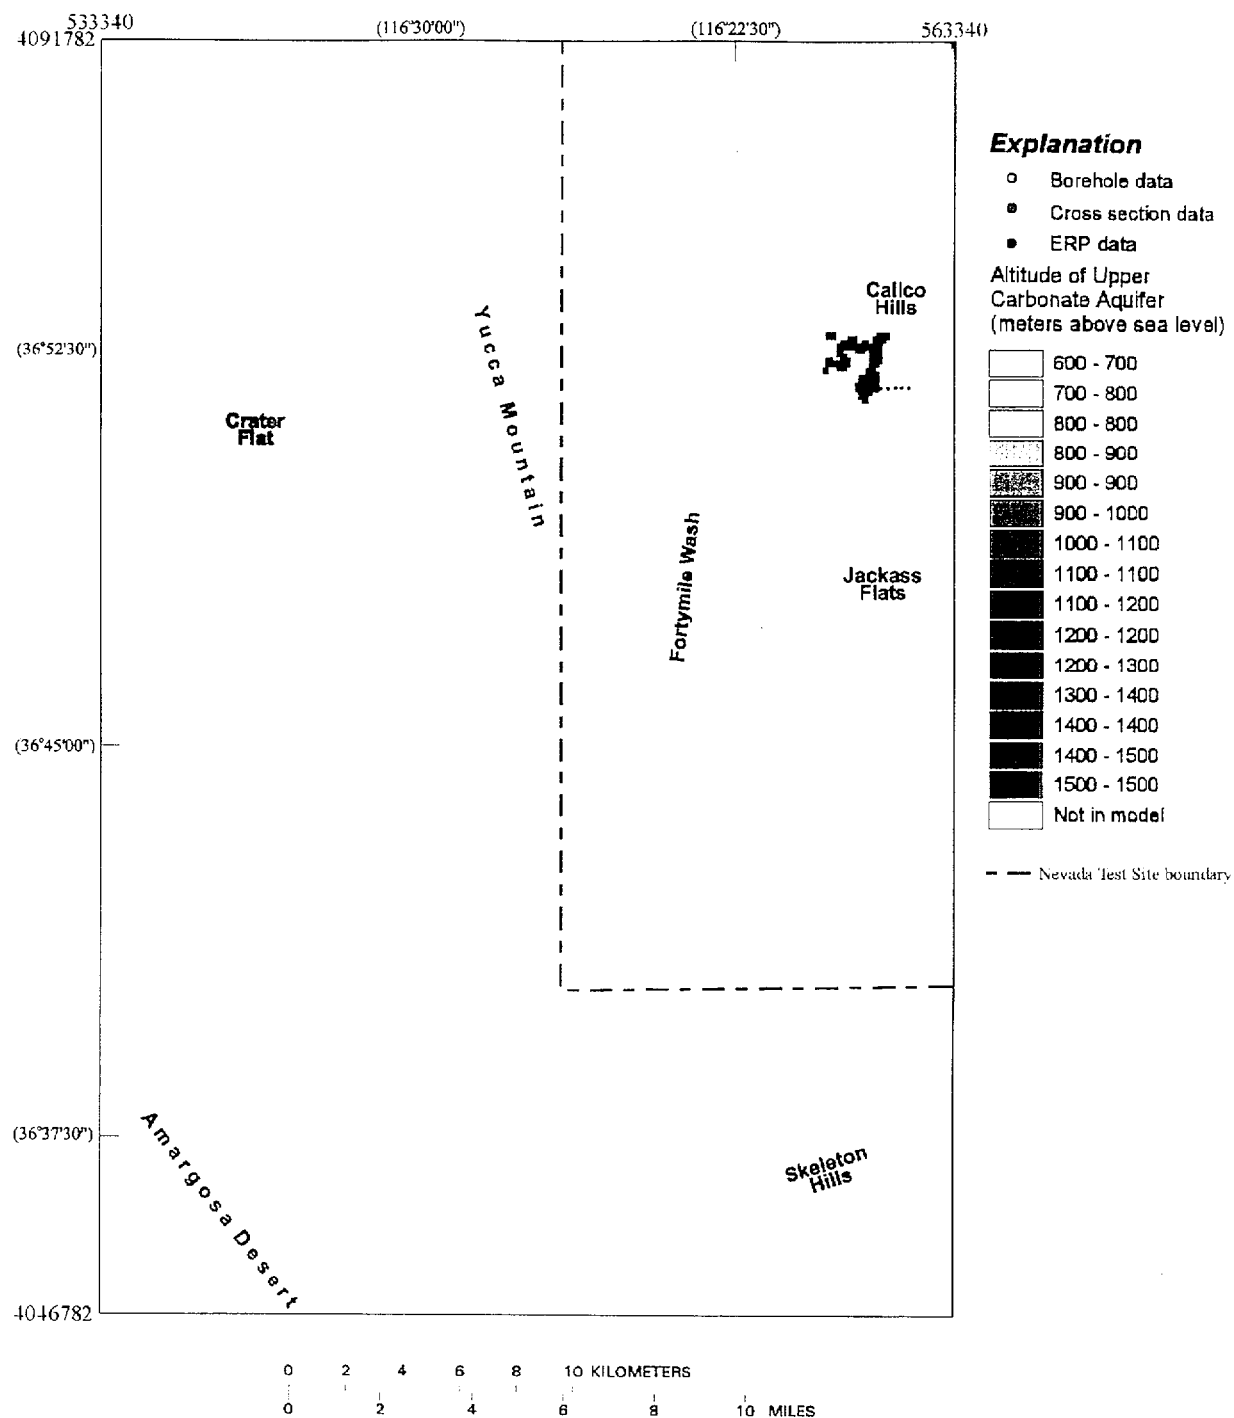 533340
(116°30'00")
(116°22'30")
563340
4091782
Explanation
Borehole data
Cross section data
ERP data
Altitude of Upper
Carbonate Aquifer
(meters above sea level)
600 - 700
700 - 800
800 - 800
800 - 900
900 - 900
900 - 1000
1000 - 1100
1100 - 1100
1100 - 1200
1200 - 1200
1200 - 1300
1300 - 1400
1400 - 1400
1400 - 1500
1500 - 1500
Not in model
Nevada Test Site boundary
Calico
Hills
(36°52'30")
Yucca Mountain
Crater
Flat
Fortymile Wash
Jackass
Flats
(36°45'00")
(36°37'30")
Amargosa Desert
Skeleton
Hills
4046782
0 2 4 6 8 10 KILOMETERS
0 2 4 6 8 10 MILES